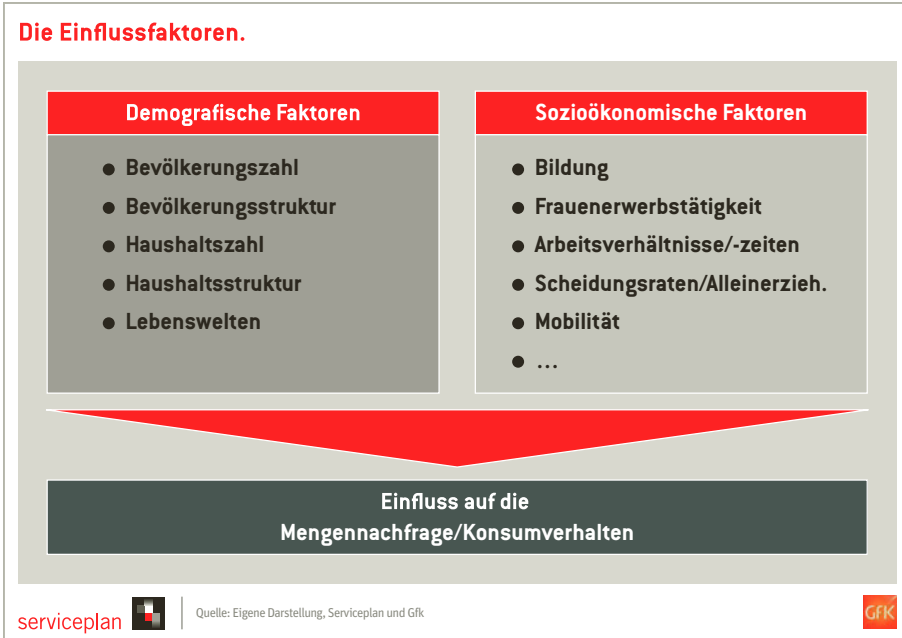 Die Einflussfaktoren.
Demografische Faktoren
● Bevölkerungszahl
● Bevölkerungsstruktur
● Haushaltszahl
● Haushaltsstruktur
● Lebenswelten
Sozioökonomische Faktoren
● Bildung
● Frauenerwerbstätigkeit
● Arbeitsverhältnisse/-zeiten
● Scheidungsraten/Alleinerzieh.
● Mobilität
● ...
Einfluss auf die
Mengennachfrage/Konsumverhalten
serviceplan
Quelle: Eigene Darstellung, Serviceplan und Gfk
GfK